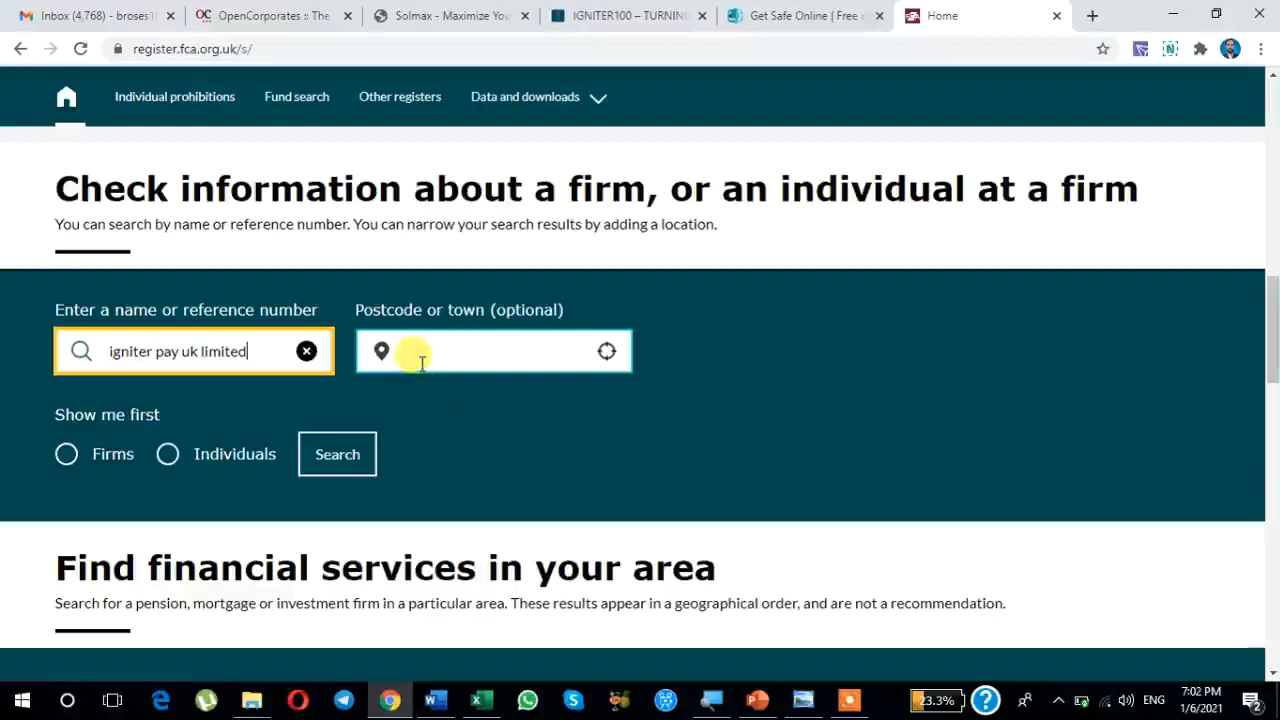 Inbox (4,768) - broses1
OpenCorporates :: The
Solmax - Maximize Your
IGNITER100 – TURNIN
Get Safe Online | Free
Home
register.fca.org.uk/s/
Individual prohibitions
Fund search
Other registers
Data and downloads
Check information about a firm, or an individual at a firm
You can search by name or reference number. You can narrow your search results by adding a location.
Enter a name or reference number
Postcode or town (optional)
igniter pay uk limited
Show me first
Firms
Individuals
Search
Find financial services in your area
Search for a pension, mortgage or investment firm in a particular area. These results appear in a geographical order, and are not a recommendation.
23.3%
ENG
7:02 PM
1/6/2021
2